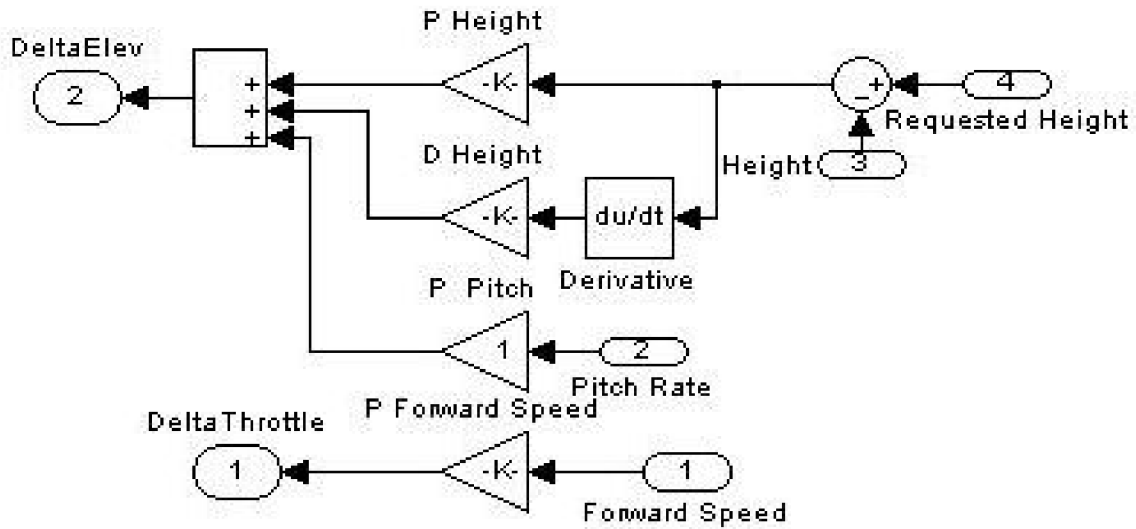 P Height
DeltaElev
2
+
+
+
-K-
- +
4
Requested Height
D Height
Height
3
-K-
du/dt
Derivative
P Pitch
1
2
Pitch Rate
P Forward Speed
DeltaThrottle
1
-K-
1
Forward Speed